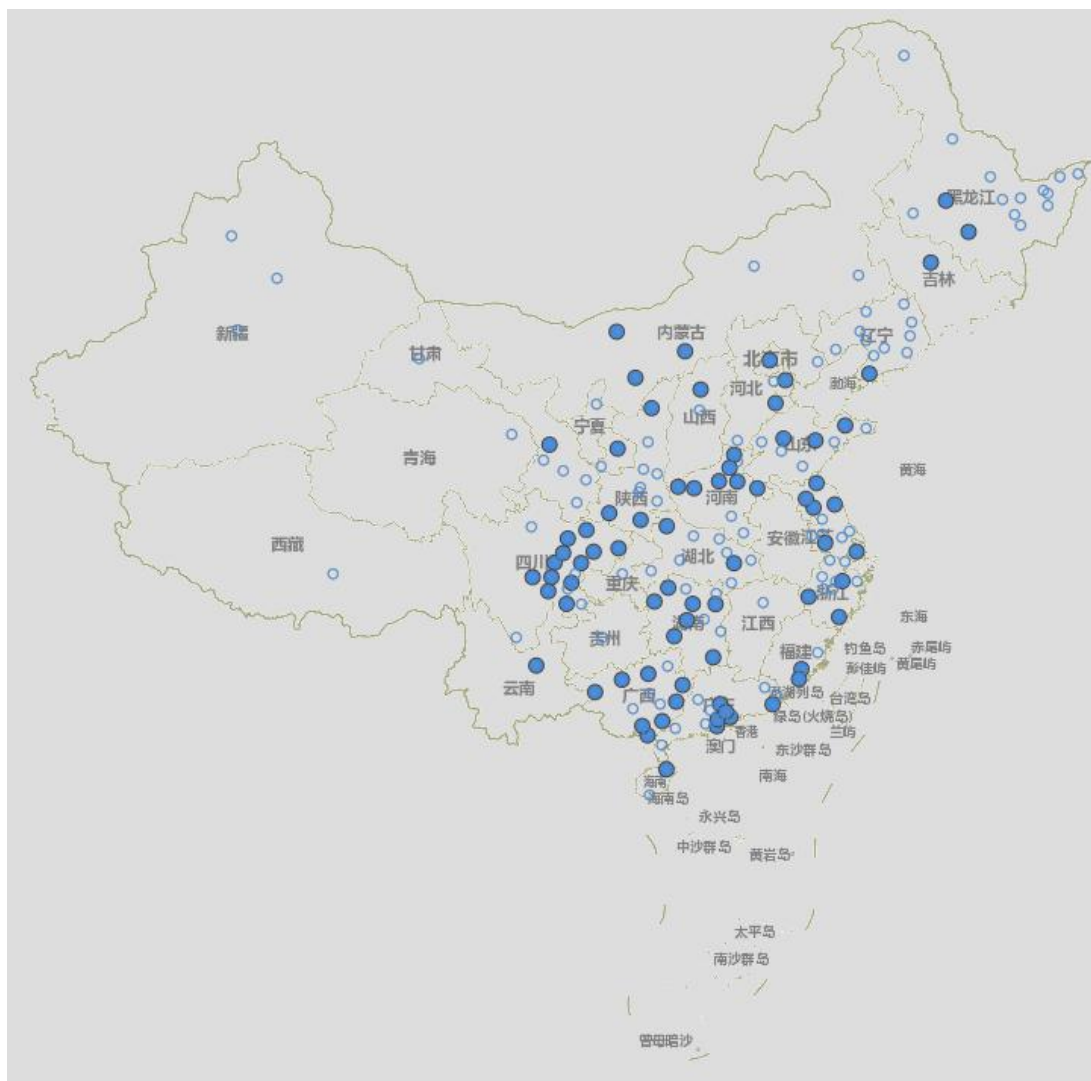 黑龙江
吉林
新疆
内蒙古
辽宁
甘肃
北京市
河北
渤海
山西
宁夏
山东
青海
黄海
陕西
河南
西藏
安徽
江苏
湖北
四川
重庆
浙江
东海
湖南
江西
贵州
福建
钓鱼岛
赤尾屿
彭佳屿
黄尾屿
云南
广西
澎湖列岛
台湾岛
广东
绿岛(火烧岛)
香港
兰屿
澳门
东沙群岛
南海
海南
海南岛
永兴岛
中沙群岛
黄岩岛
太平岛
南沙群岛
曾母暗沙